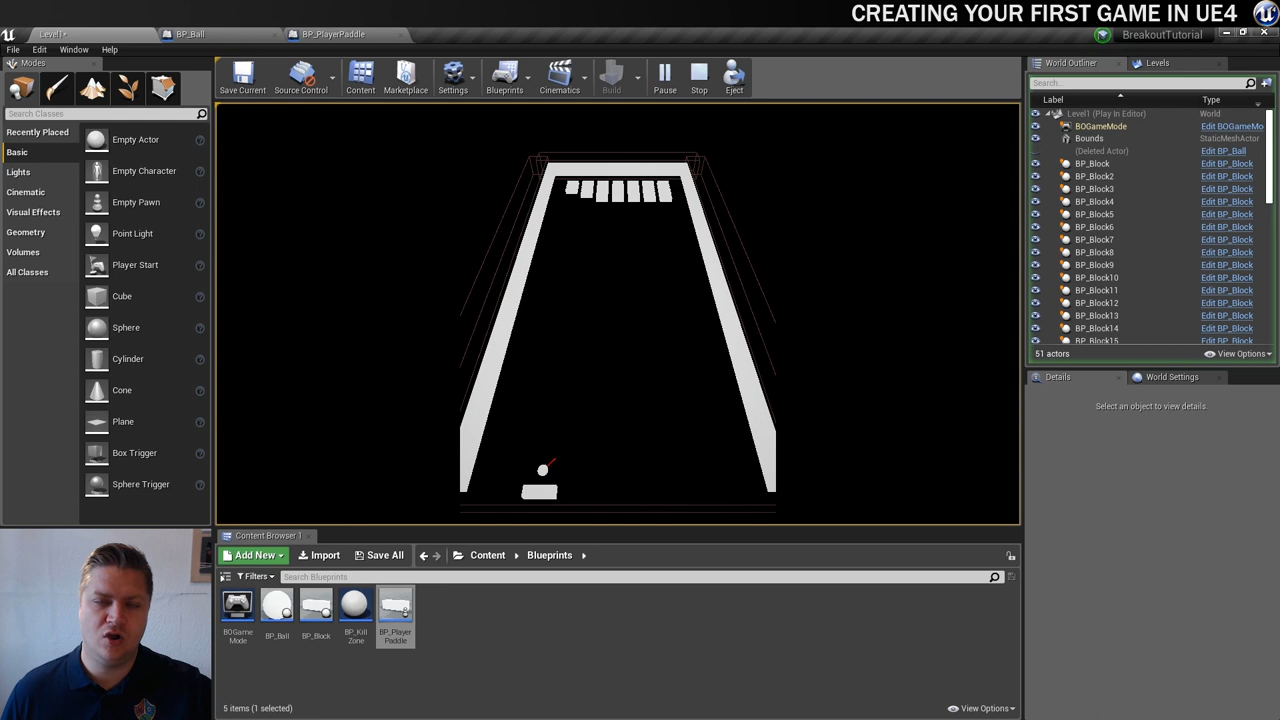 CREATING YOUR FIRST GAME IN UE4
Level1*
BP_Ball
BP_PlayerPaddle
BreakoutTutorial
File
Edit
Window
Help
Modes
Search Classes
Recently Placed
Basic
Lights
Cinematic
Visual Effects
Geometry
Volumes
All Classes
Empty Actor
Empty Character
Empty Pawn
Point Light
Player Start
Cube
Sphere
Cylinder
Cone
Plane
Box Trigger
Sphere Trigger
Save Current
Source Control
Content
Marketplace
Settings
Blueprints
Cinematics
Build
Pause
Stop
Eject
World Outliner
Levels
Search...
Label
Type
Level1 (Play In Editor)
World
BOGameMode
Edit BOGameMo
Bounds
StaticMeshActor
(Deleted Actor)
Edit BP_Ball
BP_Block
Edit BP_Block
BP_Block2
Edit BP_Block
BP_Block3
Edit BP_Block
BP_Block4
Edit BP_Block
BP_Block5
Edit BP_Block
BP_Block6
Edit BP_Block
BP_Block7
Edit BP_Block
BP_Block8
Edit BP_Block
BP_Block9
Edit BP_Block
BP_Block10
Edit BP_Block
BP_Block11
Edit BP_Block
BP_Block12
Edit BP_Block
BP_Block13
Edit BP_Block
BP_Block14
Edit BP_Block
BP_Block15
Edit BP_Block
51 actors
View Options
Details
World Settings
Select an object to view details.
Content Browser 1
Add New
Import
Save All
Content
Blueprints
Filters
Search Blueprints
BOGame
Mode
BP_Ball
BP_Block
BP_Kill
Zone
BP_Player
Paddle
5 items (1 selected)
View Options